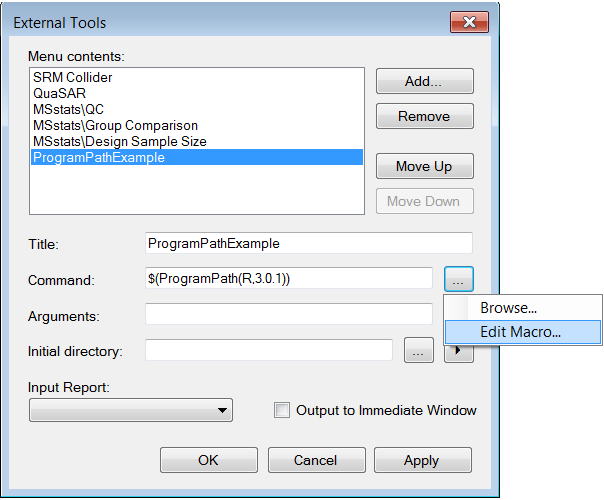 External Tools
Menu contents:
SRM Collider
QuaSAR
MSstats\QC
MSstats\Group Comparison
MSstats\Design Sample Size
ProgramPathExample
Add...
Remove
Move Up
Move Down
Title:
ProgramPathExample
Command:
$(ProgramPath(R,3.0.1))
...
Browse...
Edit Macro...
Arguments:
Initial directory:
...
Input Report:
Output to Immediate Window
OK
Cancel
Apply